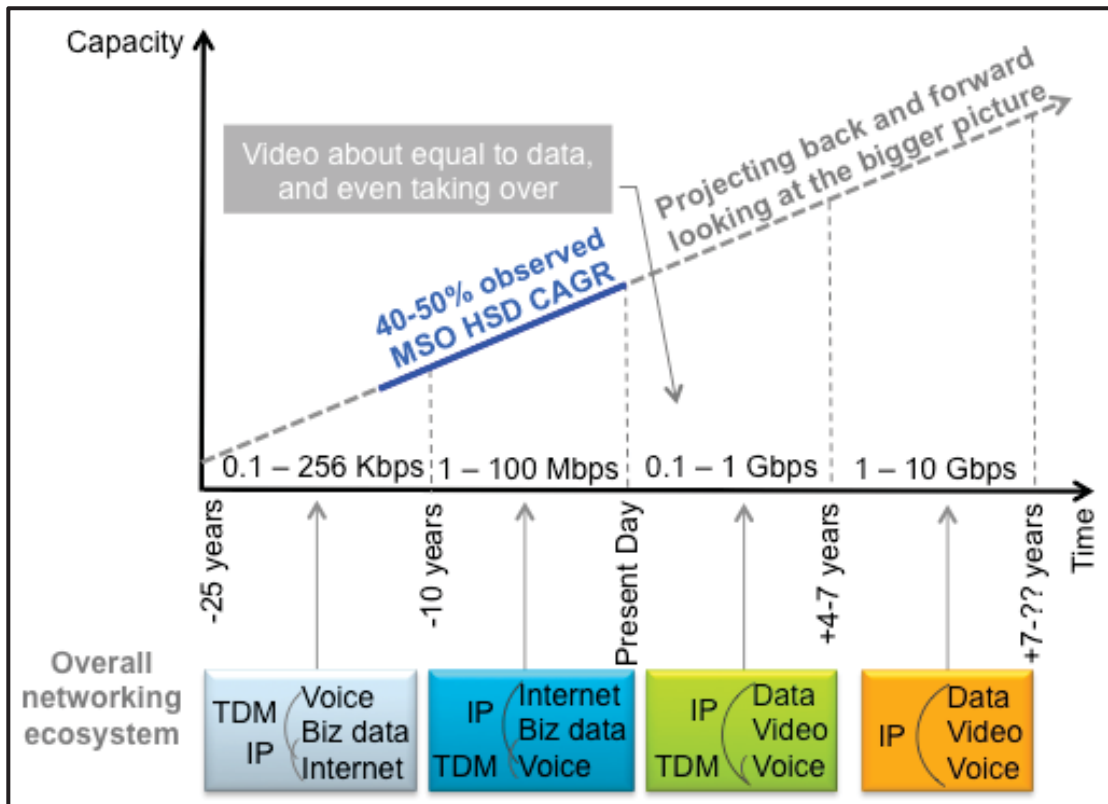 Capacity
Video about equal to data,
and even taking over
Projecting back and forward
looking at the bigger picture
40-50% observed
MSO HSD CAGR
0.1 – 256 Kbps
1 – 100 Mbps
0.1 – 1 Gbps
1 – 10 Gbps
-25 years
-10 years
Present Day
+4-7 years
+7-?? years
Time
Overall
networking
ecosystem
TDM
IP
Voice
Biz data
Internet
IP
TDM
Internet
Biz data
Voice
IP
TDM
Data
Video
Voice
IP
Data
Video
Voice